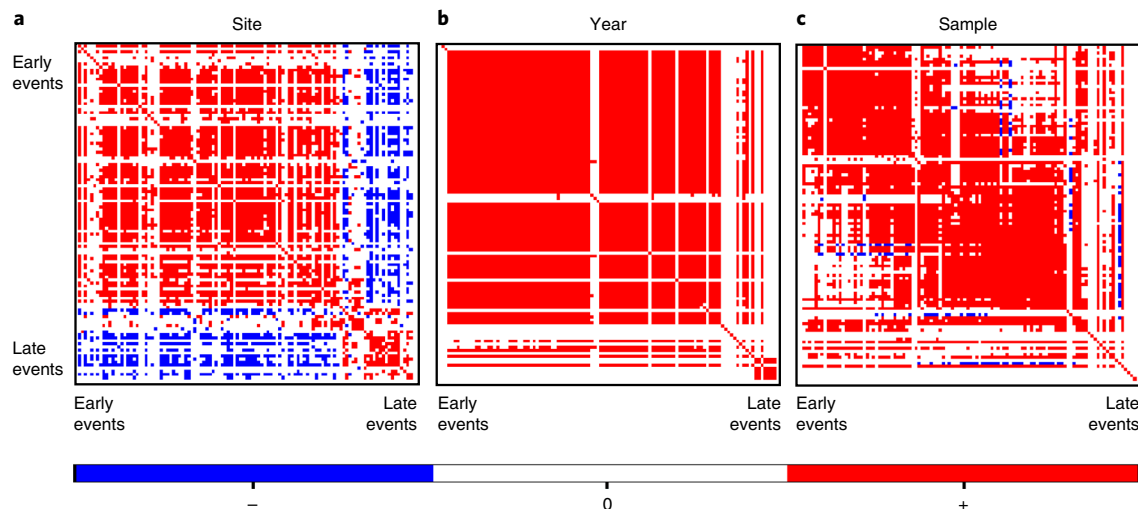 a
Site
b
Year
c
Sample
Early
events
Late
events
Early
events
Late
events
Early
events
Late
events
Early
events
Late
events
–
0
+